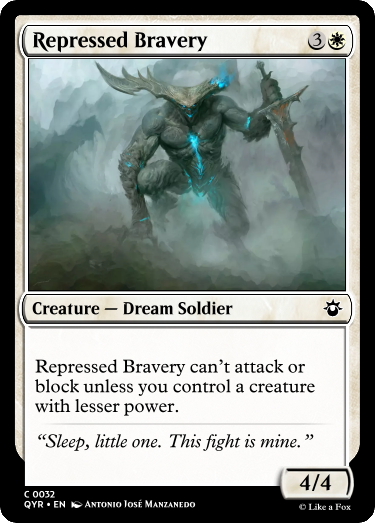 Repressed Bravery 3
Creature — Dream Soldier
Repressed Bravery can't attack or
block unless you control a creature
with lesser power.
“Sleep, little one. This fight is mine.”
4/4
C 0032
QYR • EN Antonio José Manzanedo
© Like a Fox